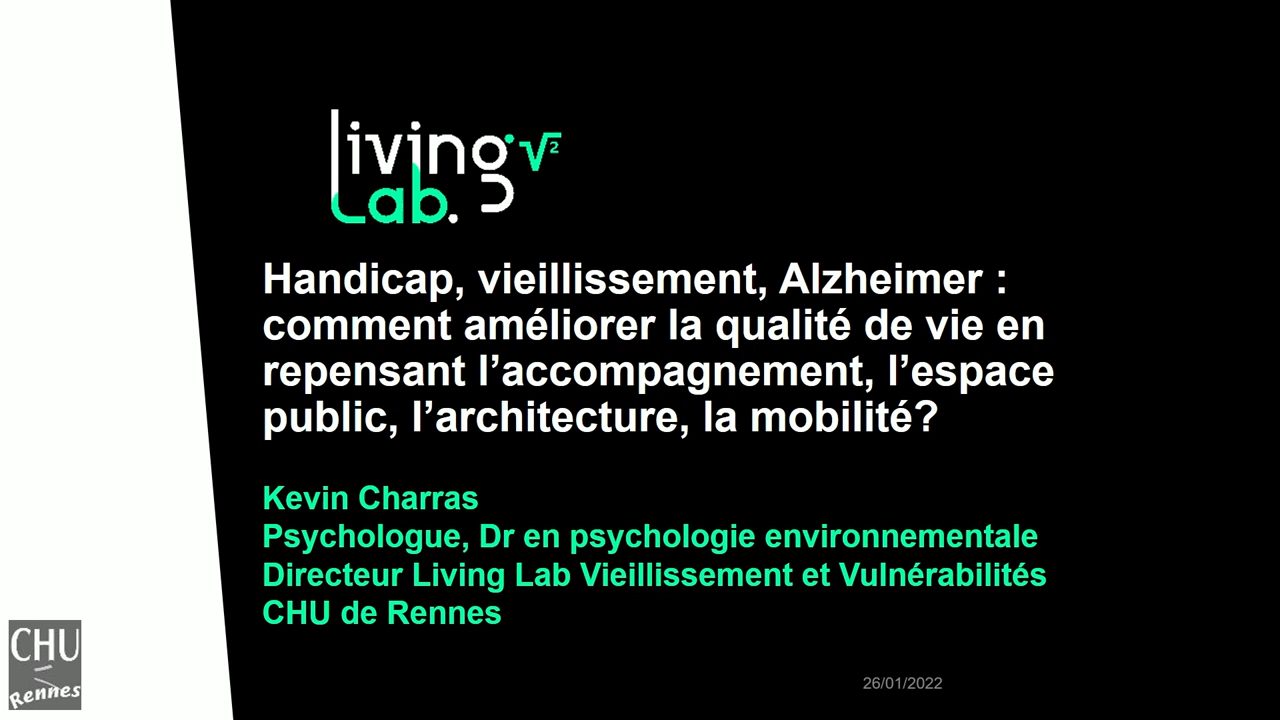 Living √2
Lab.
Handicap, vieillissement, Alzheimer :
comment améliorer la qualité de vie en
repensant l’accompagnement, l’espace
public, l’architecture, la mobilité?
Kevin Charras
Psychologue, Dr en psychologie environnementale
Directeur Living Lab Vieillissement et Vulnérabilités
CHU de Rennes
CHU
Rennes
26/01/2022